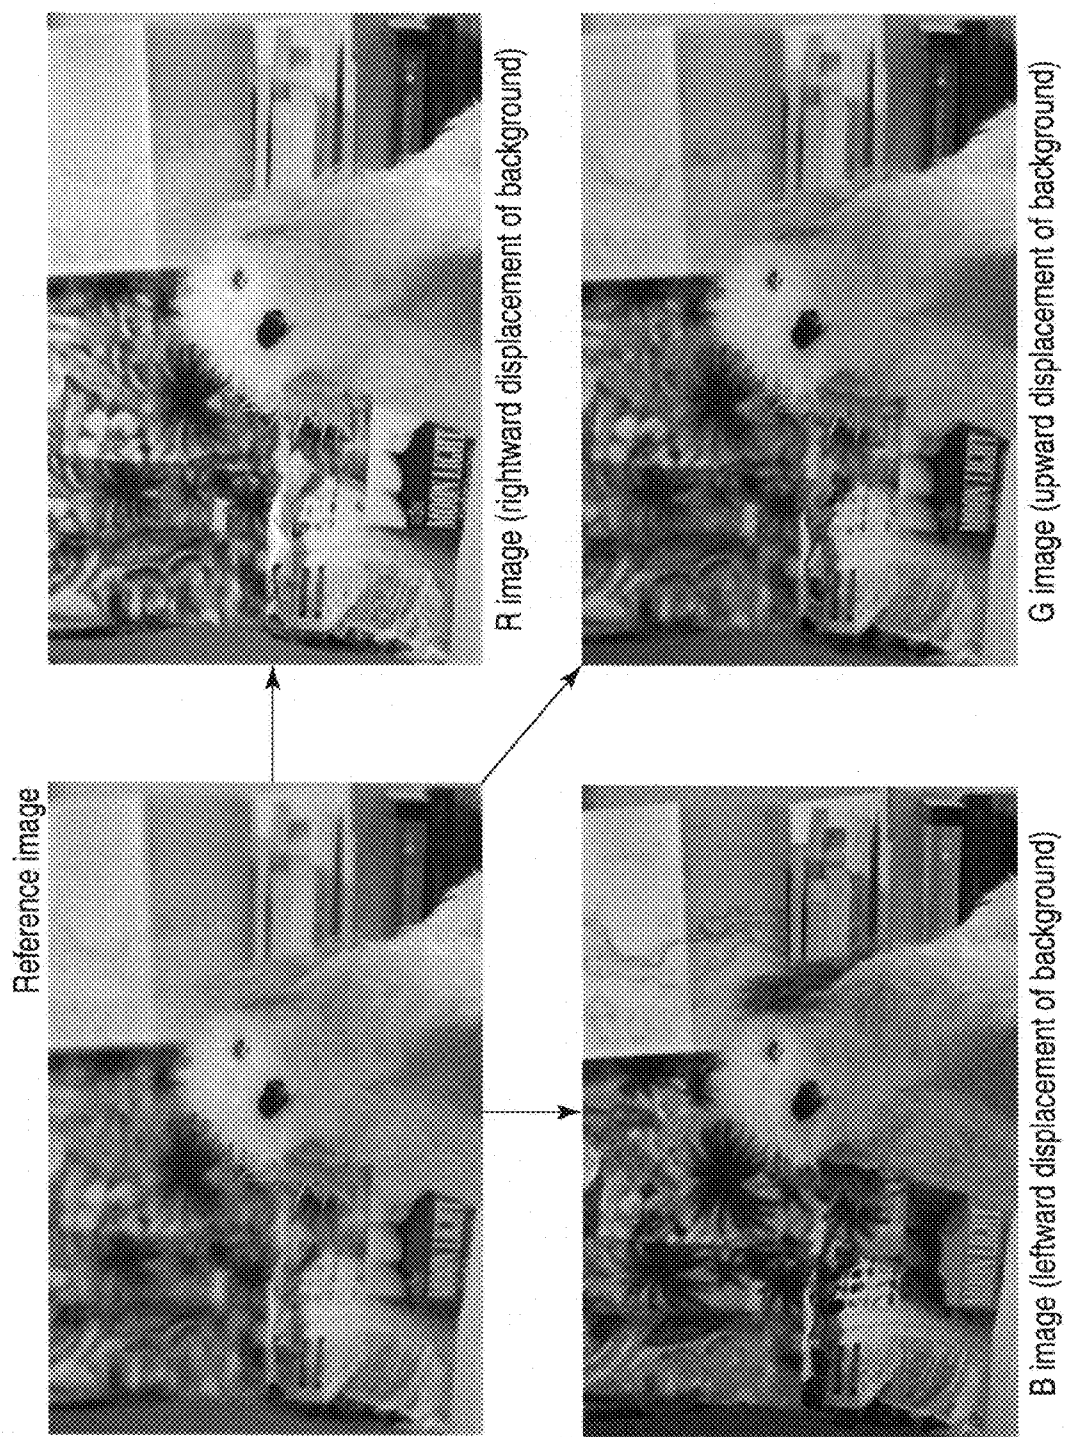 Reference image
R image (rightward displacement of background)
B image (leftward displacement of background)
G image (upward displacement of background)